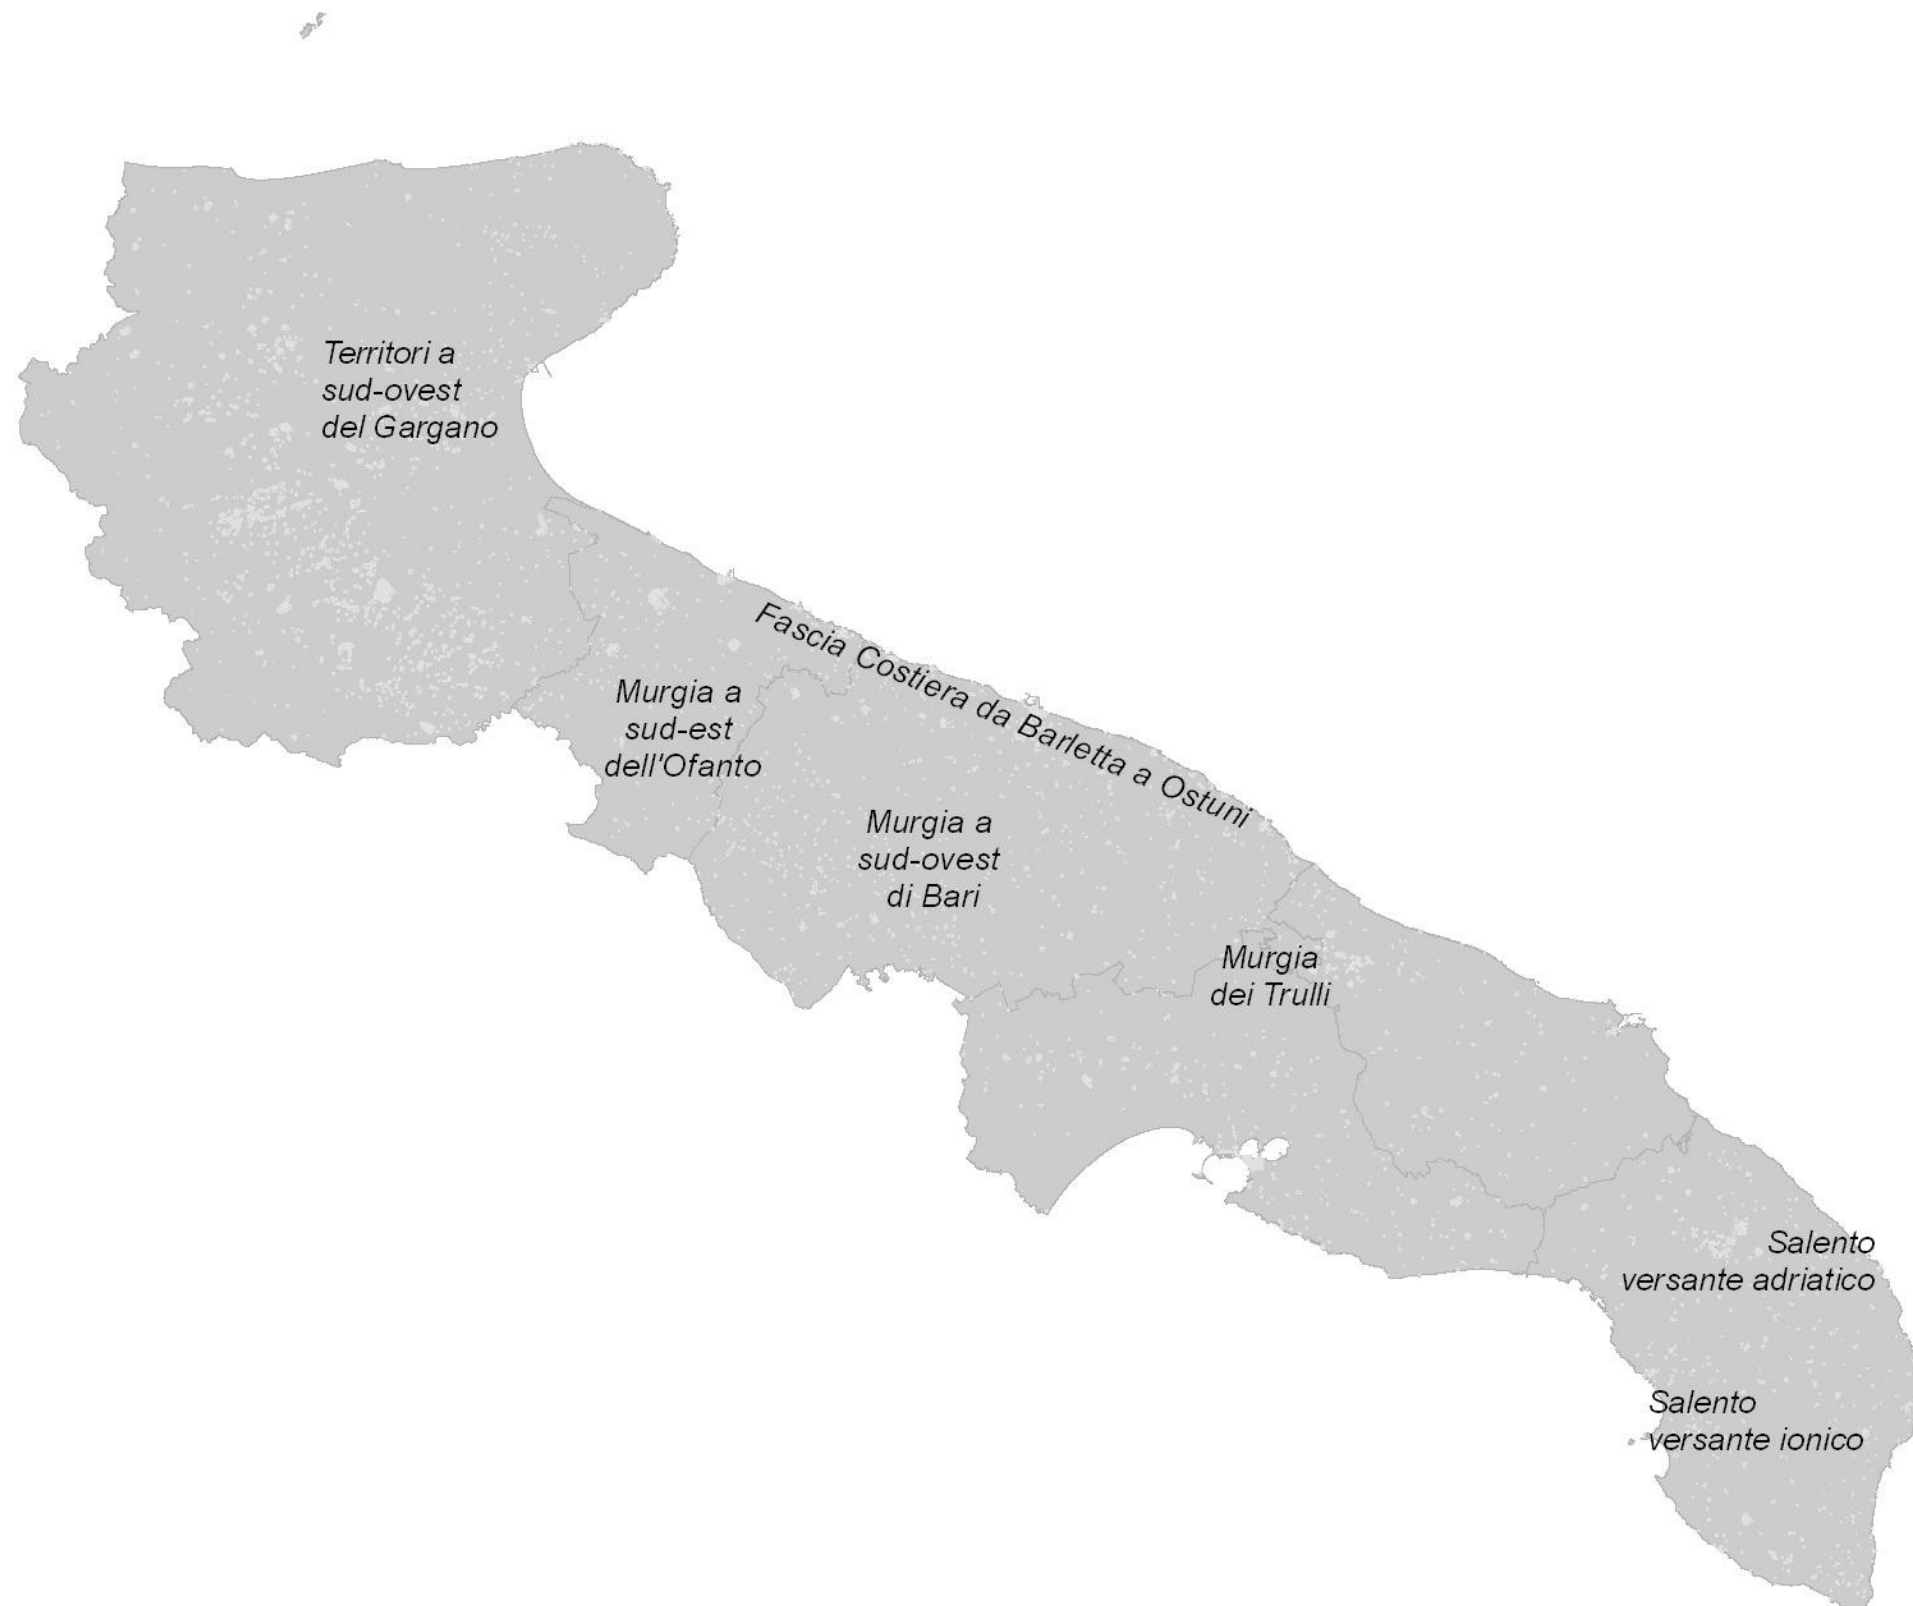 Territori a
sud-ovest
del Gargano
Fascia Costiera da Barletta a Ostuni
Murgia a
sud-est
dell'Ofanto
Murgia a
sud-ovest
di Bari
Murgia
dei Trulli
Salento
versante adriatico
Salento
versante ionico